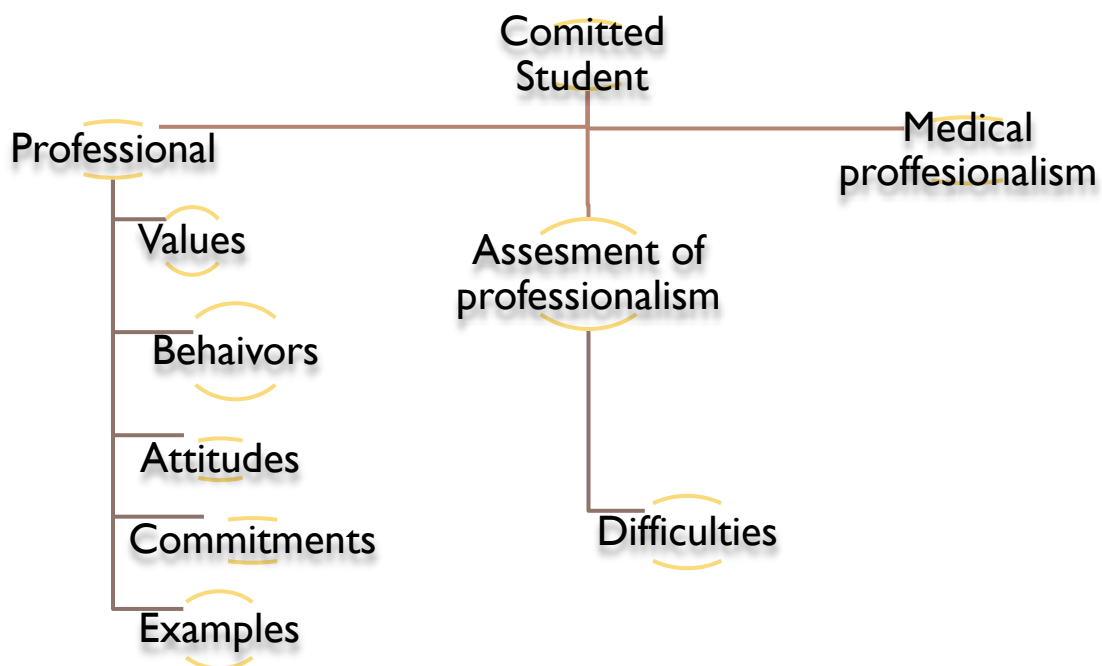 Comitted
Student
Professional
Medical
proffesionalism
Values
Behaivors
Attitudes
Commitments
Examples
Assesment of
professionalism
Difficulties